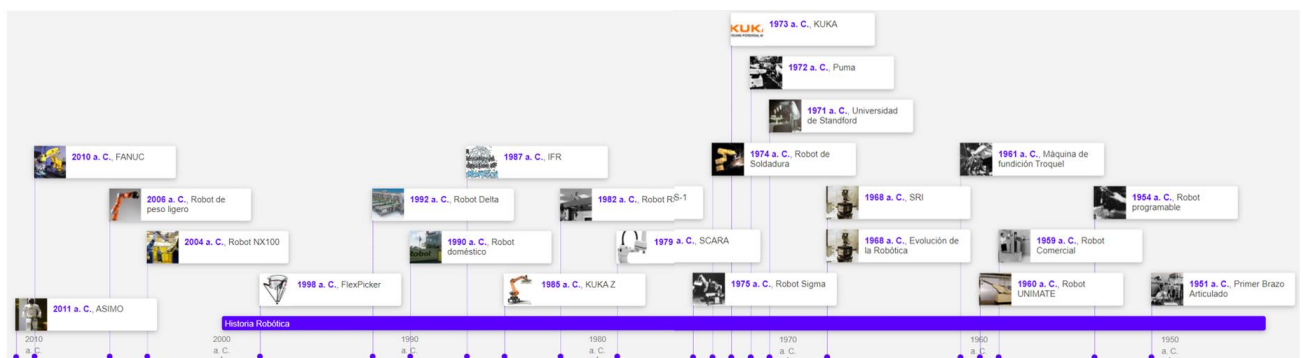 1973 a. C., KUKA
KUK
1972 a. C., Puma
1971 a. C., Universidad
de Standford
2010 a. C., FANUC
1987 a. C., IFR
1974 a. C., Robot de
Soldadura
1961 a. C., Máquina de
fundición Troquel
2006 a. C., Robot de
peso ligero
1992 a. C., Robot Delta
1982 a. C., Robot RS-1
1968 a. C., SRI
1954 a. C., Robot
programable
2004 a. C., Robot NX100
1990 a. C., Robot
doméstico
1979 a. C., SCARA
1968 a. C., Evolución de
la Robótica
1959 a. C., Robot
Comercial
1998 a. C., FlexPicker
1985 a. C., KUKA Z
1975 a. C., Robot Sigma
1960 a. C., Robot
UNIMATE
1951 a. C., Primer Brazo
Articulado
2011 a. C., ASIMO
Historia Robótica
2010 2000 1990 1980 1970 1960 1950
a. C. a. C. a. C. a. C. a. C. a. C. a. C.